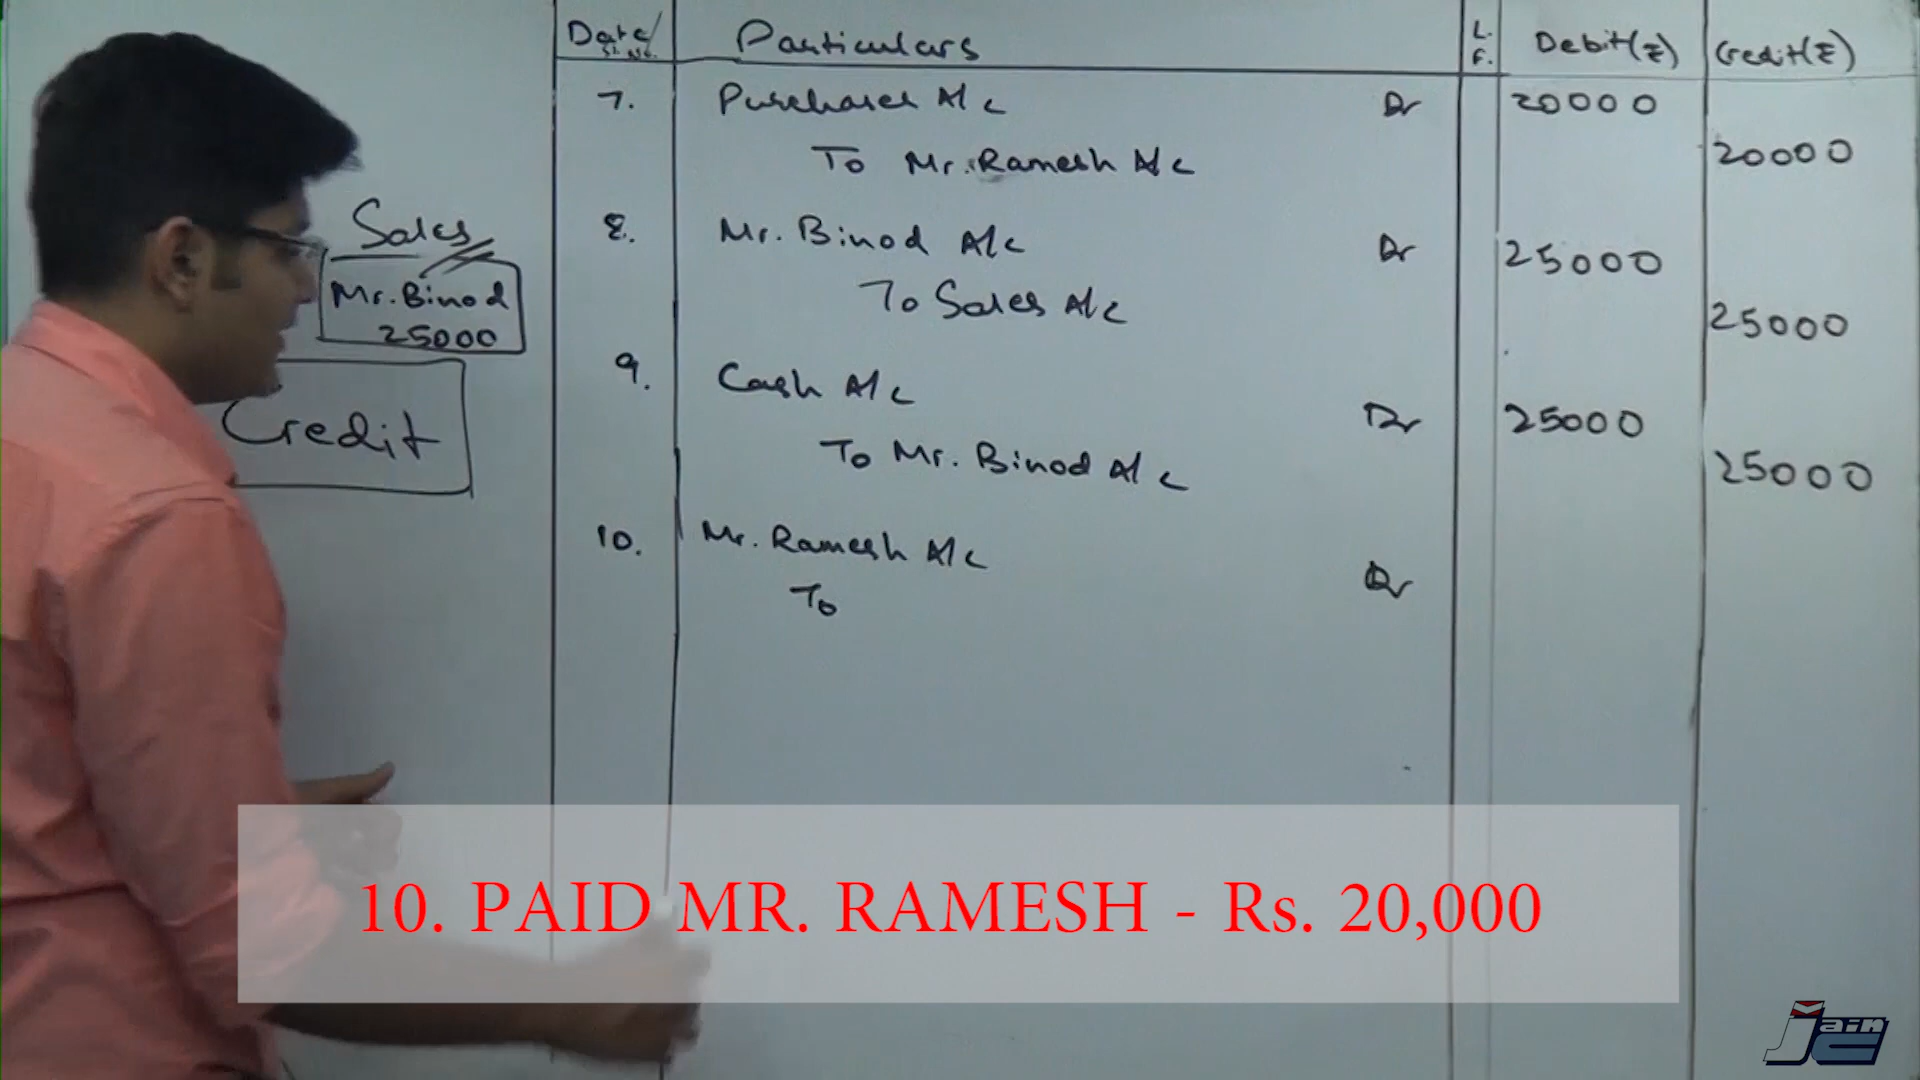 Date/ Particulars L. Debit(₹) Credit(₹)
Sl. No. F.
7. Purchases A/c Dr 20000
To Mr. Ramesh A/c 20000
8. Mr. Binod A/c Dr 25000
To Sales A/c 25000
9. Cash A/c Dr 25000
To Mr. Binod A/c 25000
10. Mr. Ramesh A/c Dr
To
Sales
Mr. Binod
25000
Credit
10. PAID MR. RAMESH - Rs. 20,000
Jain